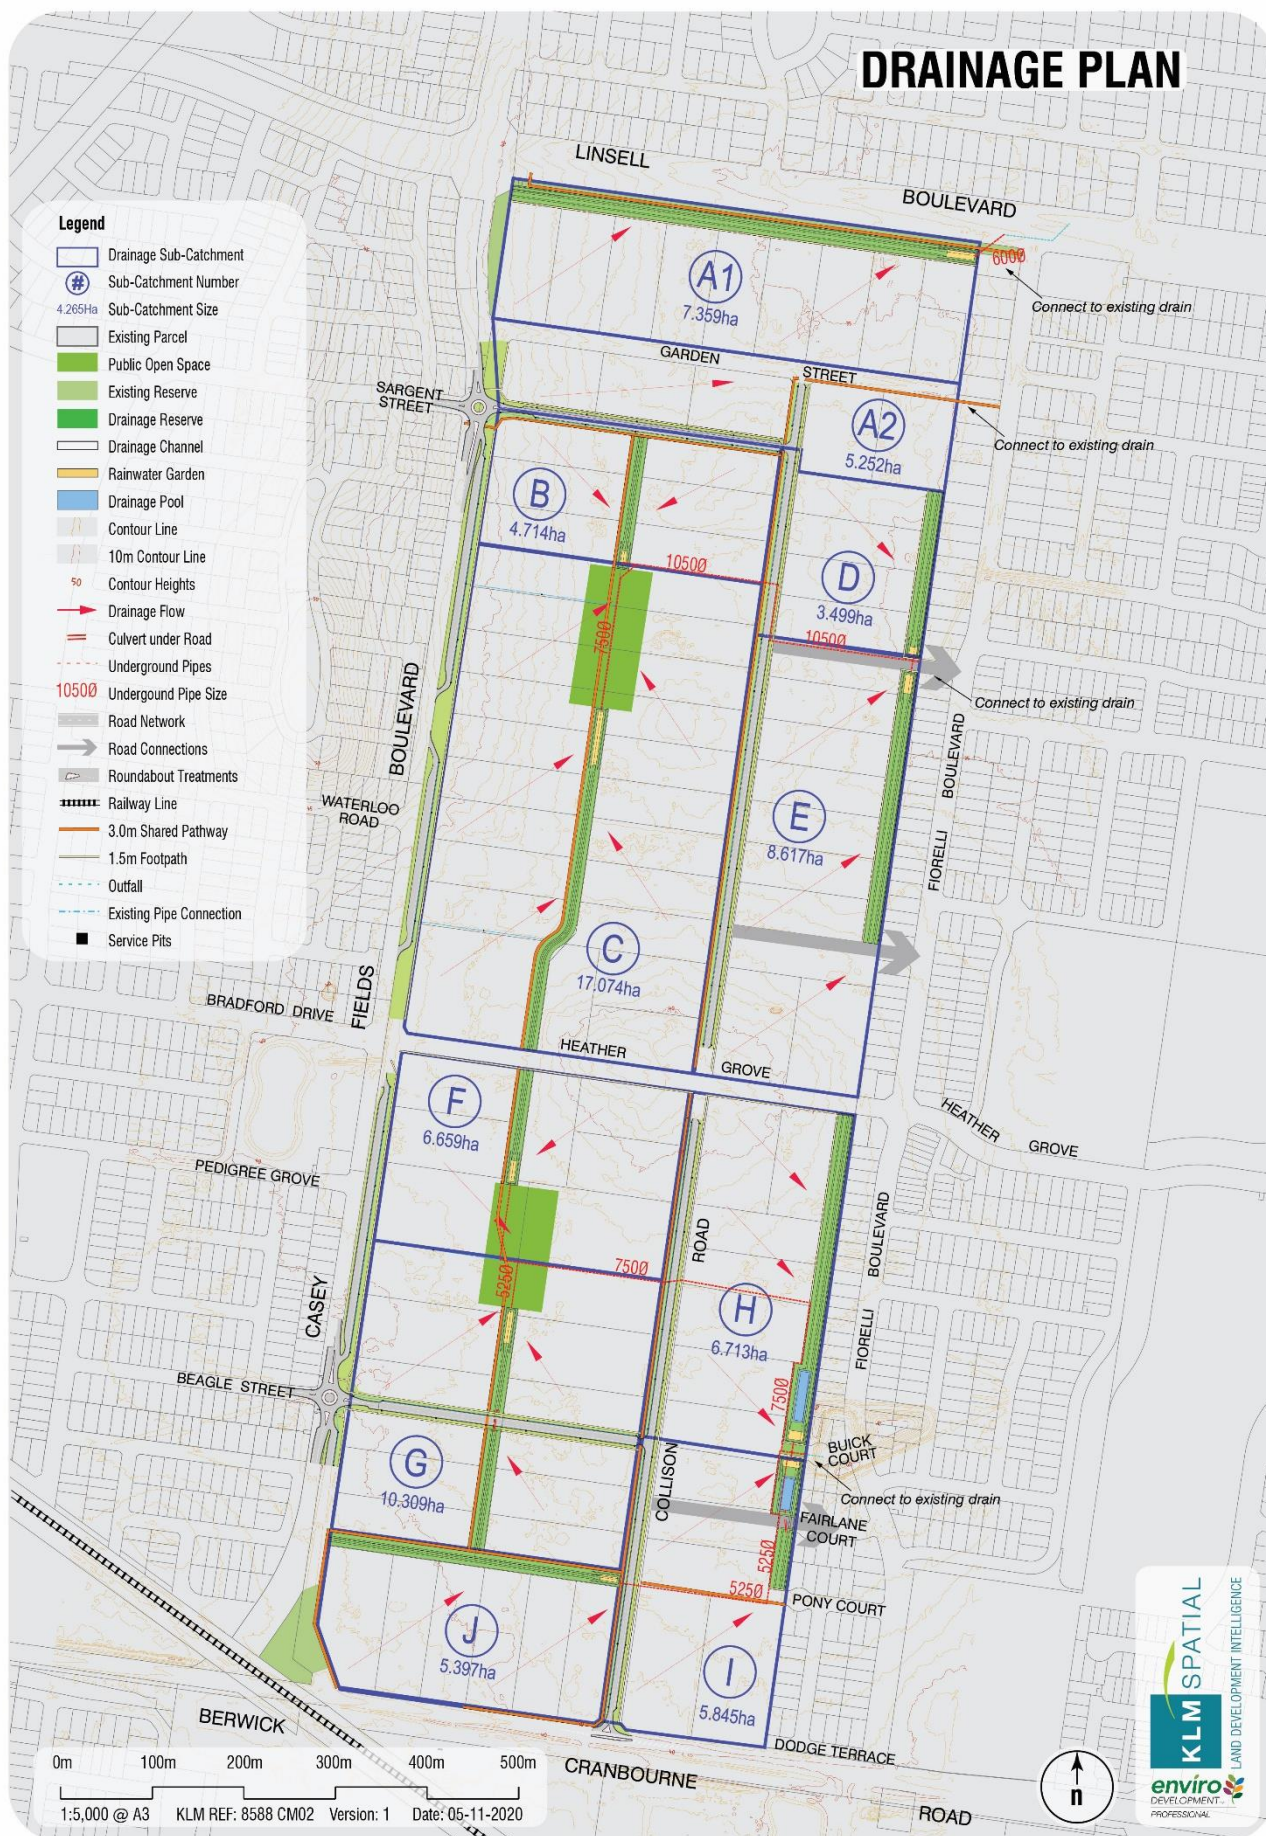 DRAINAGE PLAN
LINSELL
BOULEVARD
Legend
Drainage Sub-Catchment
# Sub-Catchment Number
4.265Ha Sub-Catchment Size
Existing Parcel
Public Open Space
Existing Reserve
Drainage Reserve
Drainage Channel
Rainwater Garden
Drainage Pool
Contour Line
10m Contour Line
50 Contour Heights
Drainage Flow
Culvert under Road
Underground Pipes
1050Ø Undergound Pipe Size
Road Network
Road Connections
Roundabout Treatments
Railway Line
3.0m Shared Pathway
1.5m Footpath
Outfall
Existing Pipe Connection
Service Pits
A1
7.359ha
600Ø
Connect to existing drain
GARDEN
STREET
SARGENT
STREET
A2
5.252ha
Connect to existing drain
B
4.714ha
1050Ø
D
3.499ha
750Ø
1050Ø
Connect to existing drain
BOULEVARD
BOULEVARD
WATERLOO
ROAD
E
8.617ha
FIORELLI
C
17.074ha
FIELDS
BRADFORD DRIVE
HEATHER
GROVE
F
6.659ha
HEATHER
GROVE
PEDIGREE GROVE
ROAD
BOULEVARD
750Ø
525Ø
CASEY
H
6.713ha
FIORELLI
BEAGLE STREET
750Ø
BUICK
COURT
G
10.309ha
COLLISON
Connect to existing drain
FAIRLANE
COURT
525Ø
525Ø
PONY COURT
J
5.397ha
I
5.845ha
BERWICK
DODGE TERRACE
CRANBOURNE
ROAD
0m 100m 200m 300m 400m 500m
1:5,000 @ A3 KLM REF: 8588 CM02 Version: 1 Date: 05-11-2020
n
KLM SPATIAL
LAND DEVELOPMENT INTELLIGENCE
enviro
DEVELOPMENT
PROFESSIONAL